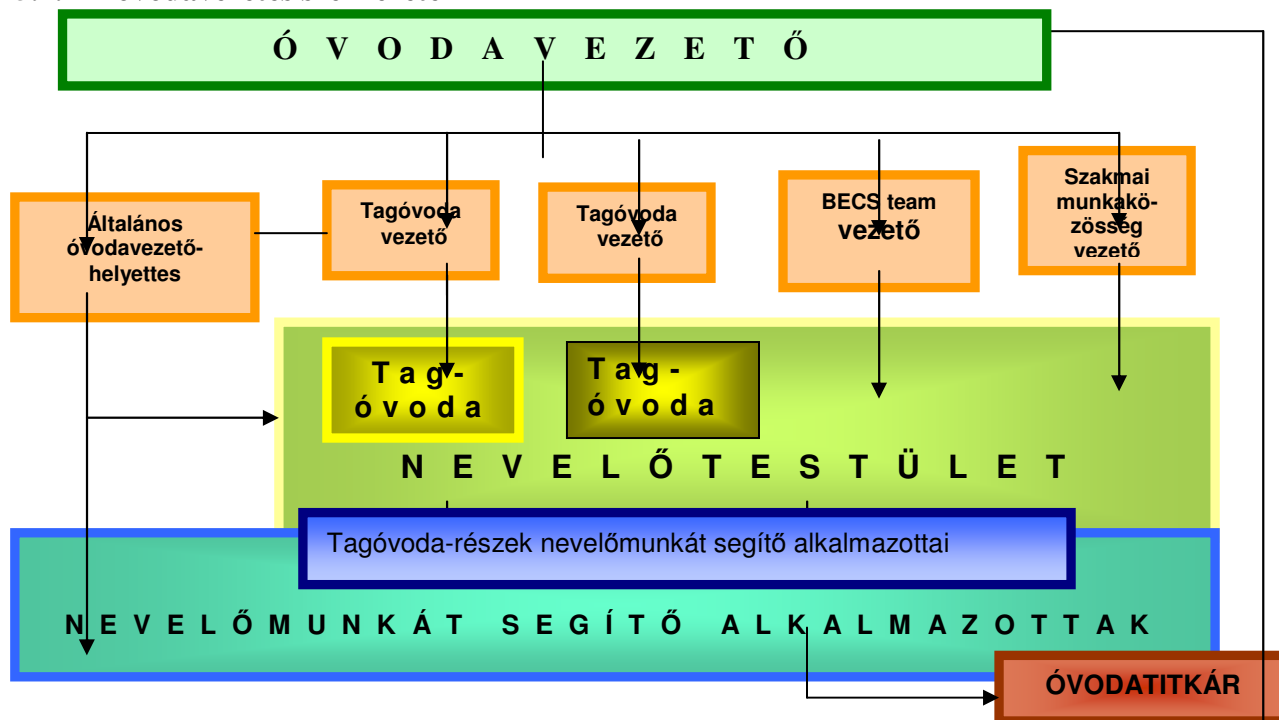 Ó V O D A V E Z E T Ő
Általános
óvodavezető-
helyettes
Tagóvoda
vezető
Tagóvoda
vezető
BECS team
vezető
Szakmai
munkakö-
zösség
vezető
T a g -
ó v o d a
T a g -
ó v o d a
N E V E L Ő T E S T Ü L E T
Tagóvoda-részek nevelőmunkát segítő alkalmazottai
N E V E L Ő M U N K Á T S E G Í T Ő A L K A L M A Z O T T A K
ÓVODATITKÁR